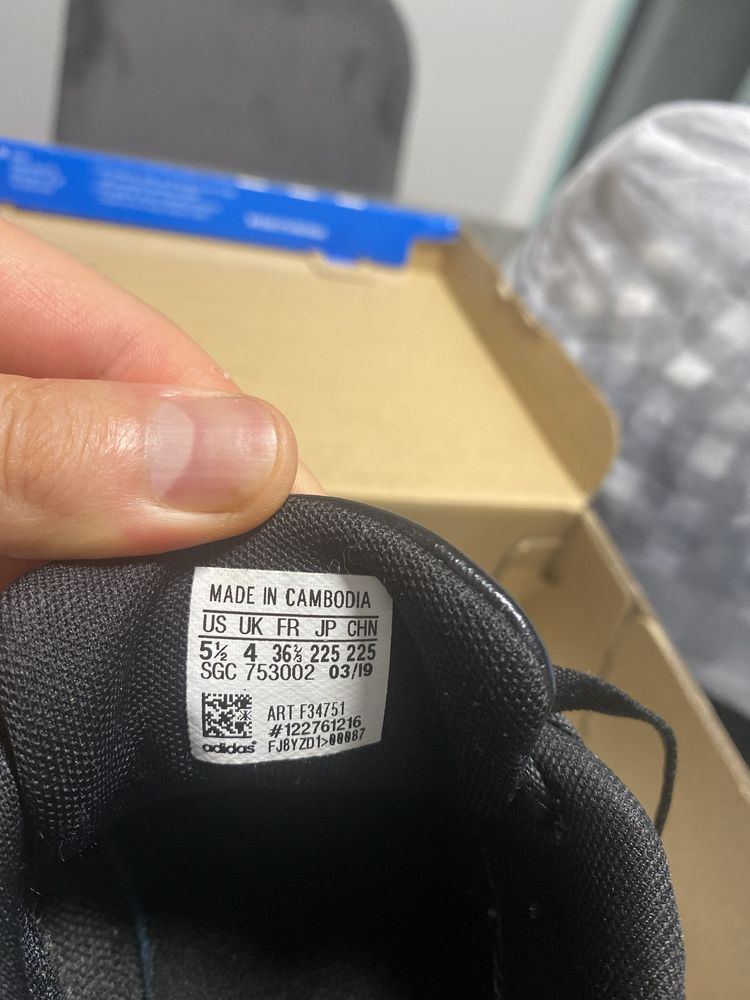 MADE IN CAMBODIA
US UK FR JP CHN
5½ 4 36⅔ 225 225
SGC 753002 03/19
ART F34751
#122761216
FJ8YZD1>00087
adidas